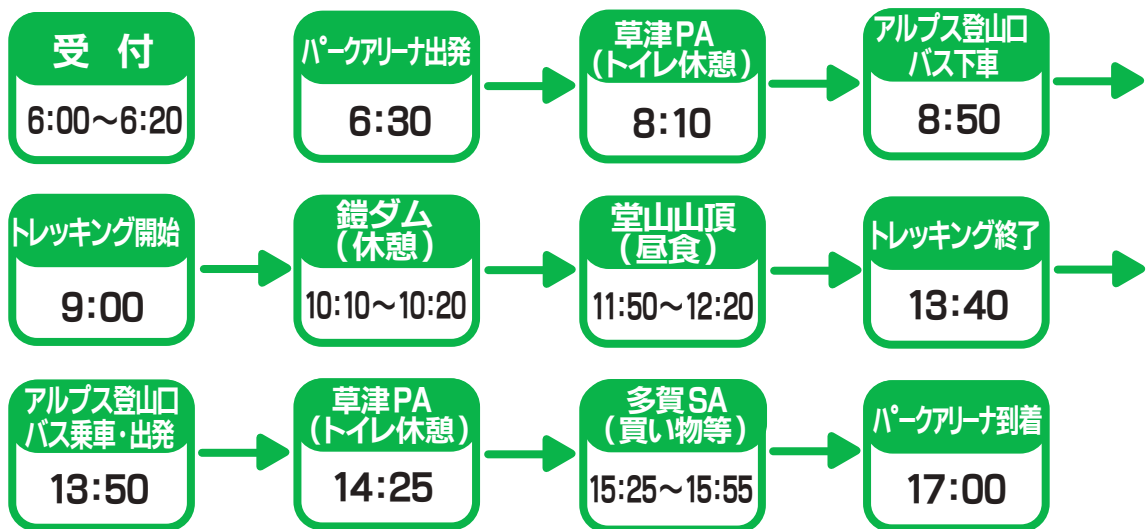 受 付
6:00〜6:20
パークアリーナ出発
6:30
草津PA
(トイレ休憩)
8:10
アルプス登山口
バス下車
8:50
トレッキング開始
9:00
鎧ダム
(休憩)
10:10〜10:20
堂山山頂
(昼食)
11:50〜12:20
トレッキング終了
13:40
アルプス登山口
バス乗車・出発
13:50
草津PA
(トイレ休憩)
14:25
多賀SA
(買い物等)
15:25〜15:55
パークアリーナ到着
17:00